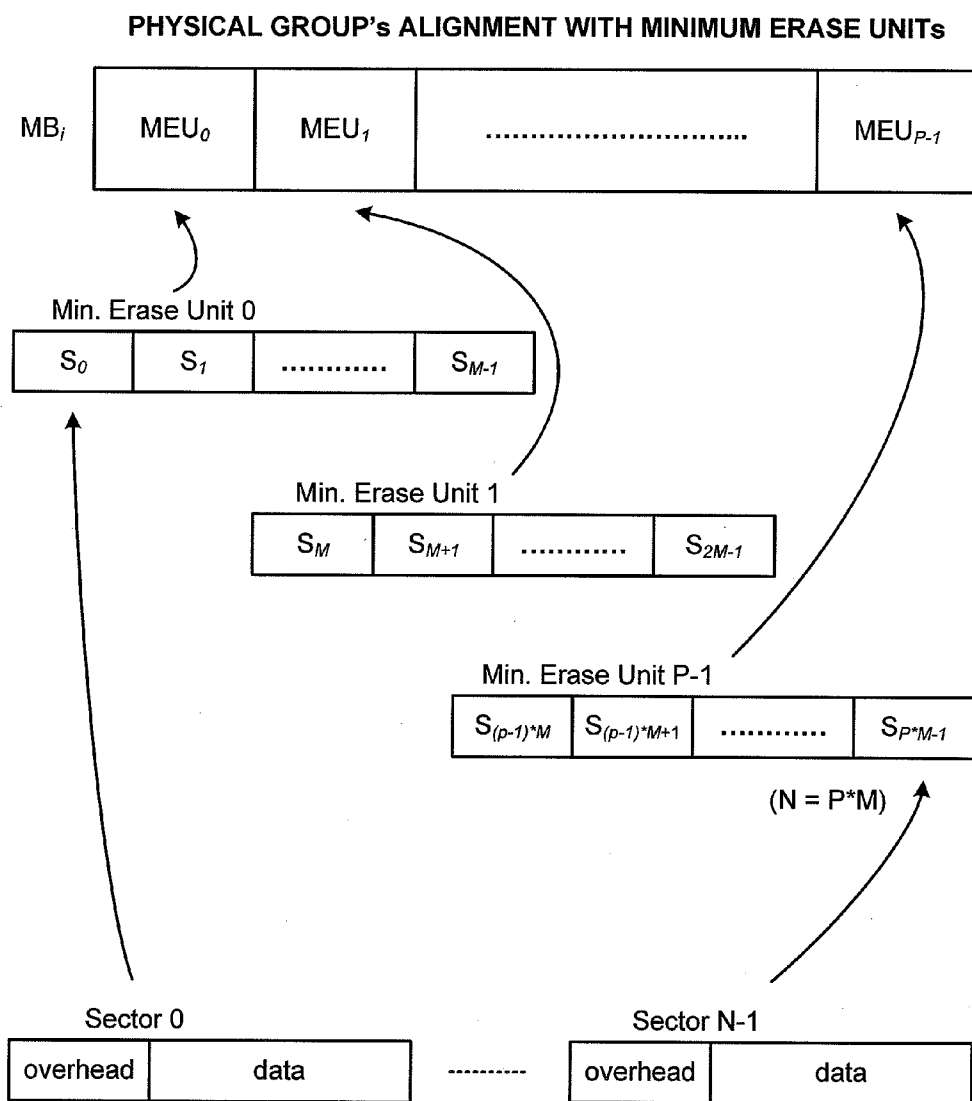 PHYSICAL GROUP's ALIGNMENT WITH MINIMUM ERASE UNITs
MBi MEU0 MEU1 ............................. MEUP-1
Min. Erase Unit 0
S0 S1 ............ SM-1
Min. Erase Unit 1
SM SM+1 ............ S2M-1
Min. Erase Unit P-1
S(p-1)*M S(p-1)*M+1 ............ SP*M-1
(N = P*M)
Sector 0 Sector N-1
overhead data ----------- overhead data